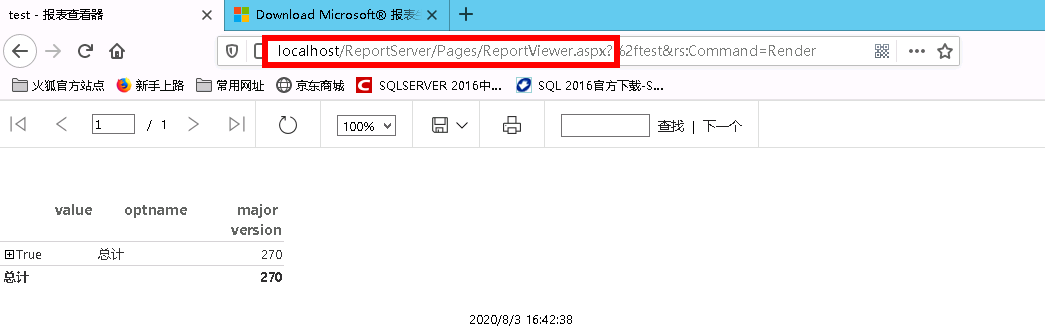 test - 报表查看器
Download Microsoft® 报表生
localhost/ReportServer/Pages/ReportViewer.aspx?%2ftest&rs:Command=Render
火狐官方站点 新手上路 常用网址 京东商城 SQLSERVER 2016中... SQL 2016官方下载-S...
1 / 1 100% 查找 | 下一个
value optname major
version
True 总计 270
总计 270
2020/8/3 16:42:38